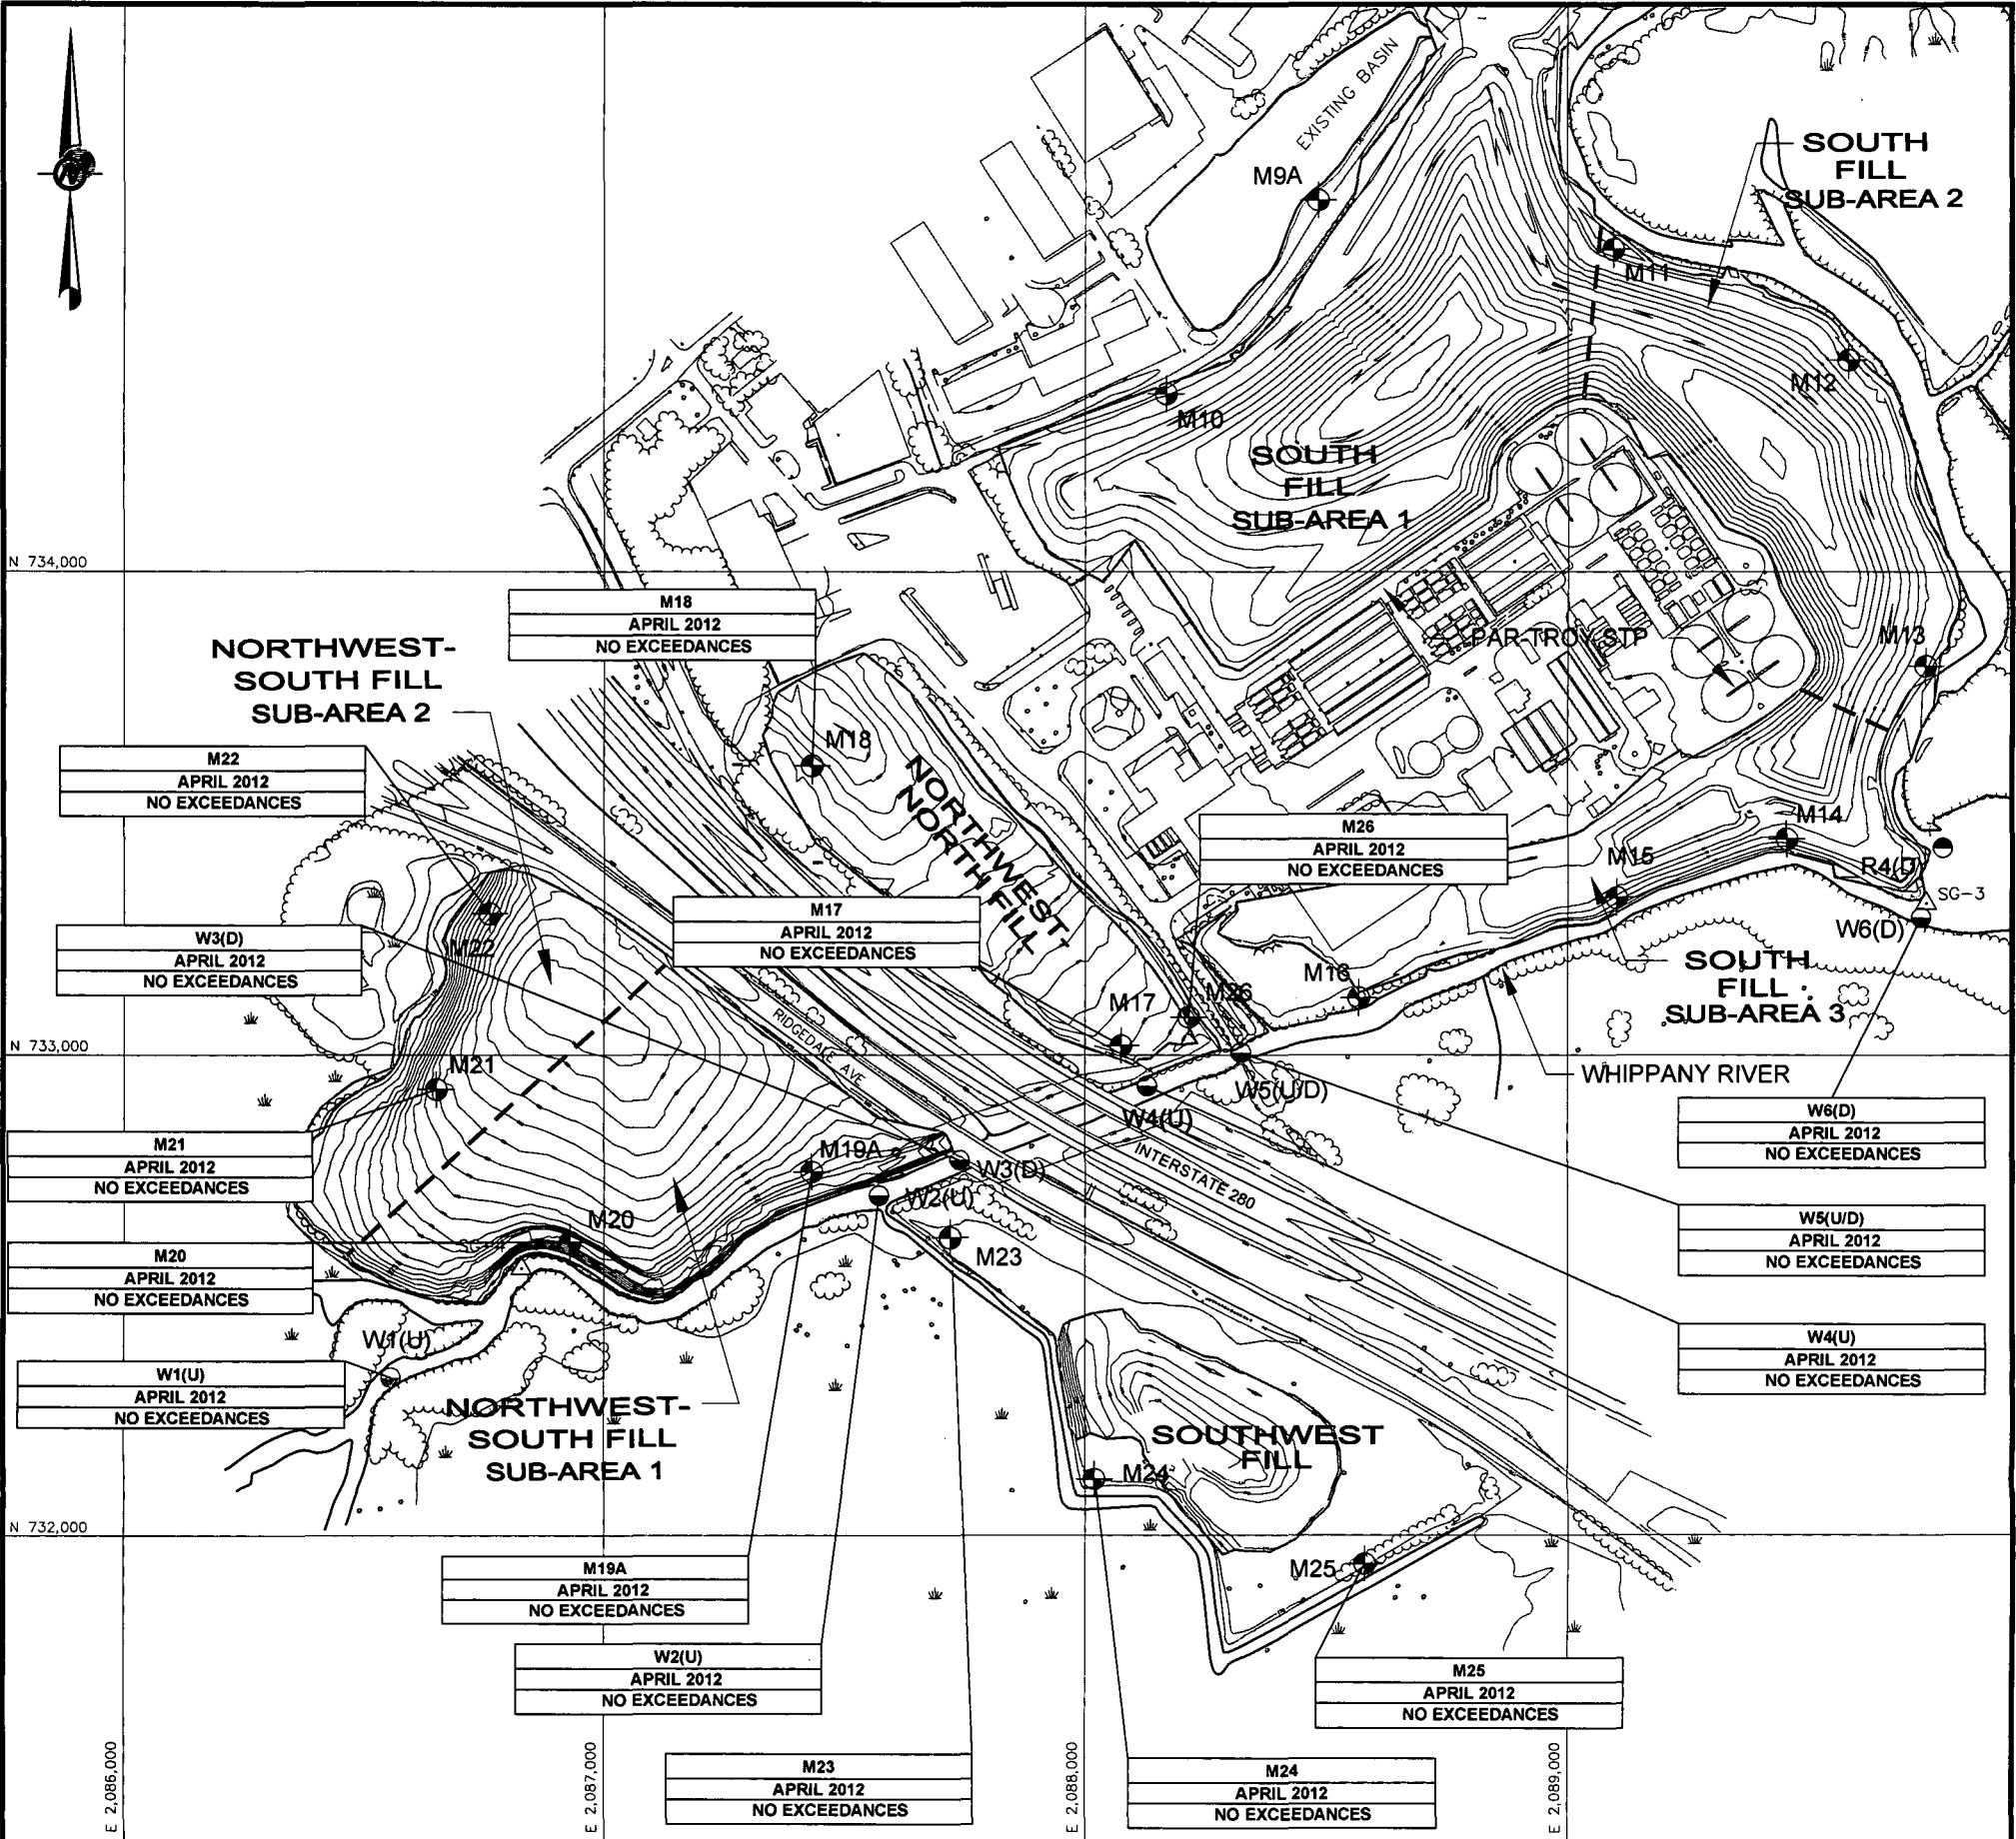 EXISTING BASIN
SOUTH
FILL
SUB-AREA 2
M9A
M11
M12
M10
SOUTH
FILL
SUB-AREA 1
N 734,000
M18
APRIL 2012
NO EXCEEDANCES
PAR-TROY STP
M13
NORTHWEST-
SOUTH FILL
SUB-AREA 2
M18
M22
APRIL 2012
NO EXCEEDANCES
NORTHWEST-
NORTH FILL
M26
APRIL 2012
NO EXCEEDANCES
M14
M15
R4(D)
SG-3
W6(D)
M17
APRIL 2012
NO EXCEEDANCES
W3(D)
APRIL 2012
NO EXCEEDANCES
M22
SOUTH
FILL
SUB-AREA 3
M16
M17
M26
RIDGEDALE AVE
N 733,000
M21
WHIPPANY RIVER
W5(U/D)
W4(U)
W6(D)
APRIL 2012
NO EXCEEDANCES
M21
APRIL 2012
NO EXCEEDANCES
M19A
W3(D)
INTERSTATE 280
W2(U)
M20
SG-4
M23
W5(U/D)
APRIL 2012
NO EXCEEDANCES
M20
APRIL 2012
NO EXCEEDANCES
W1(U)
W4(U)
APRIL 2012
NO EXCEEDANCES
W1(U)
APRIL 2012
NO EXCEEDANCES
NORTHWEST-
SOUTH FILL
SUB-AREA 1
SOUTHWEST
FILL
M24
N 732,000
M25
M19A
APRIL 2012
NO EXCEEDANCES
W2(U)
APRIL 2012
NO EXCEEDANCES
M25
APRIL 2012
NO EXCEEDANCES
M23
APRIL 2012
NO EXCEEDANCES
M24
APRIL 2012
NO EXCEEDANCES
E 2,086,000
E 2,087,000
E 2,088,000
E 2,089,000